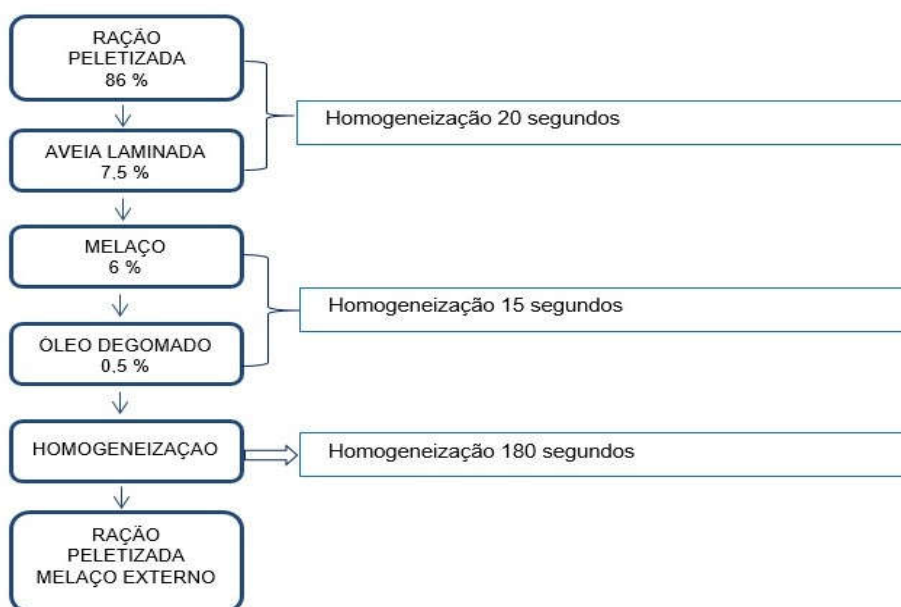 RAÇÃO
PELETIZADA
86 %
Homogeneização 20 segundos
AVEIA LAMINADA
7,5 %
MELAÇO
6 %
Homogeneização 15 segundos
ÓLEO DEGOMADO
0,5 %
HOMOGENEIZAÇAO
Homogeneização 180 segundos
RAÇÃO
PELETIZADA
MELAÇO EXTERNO